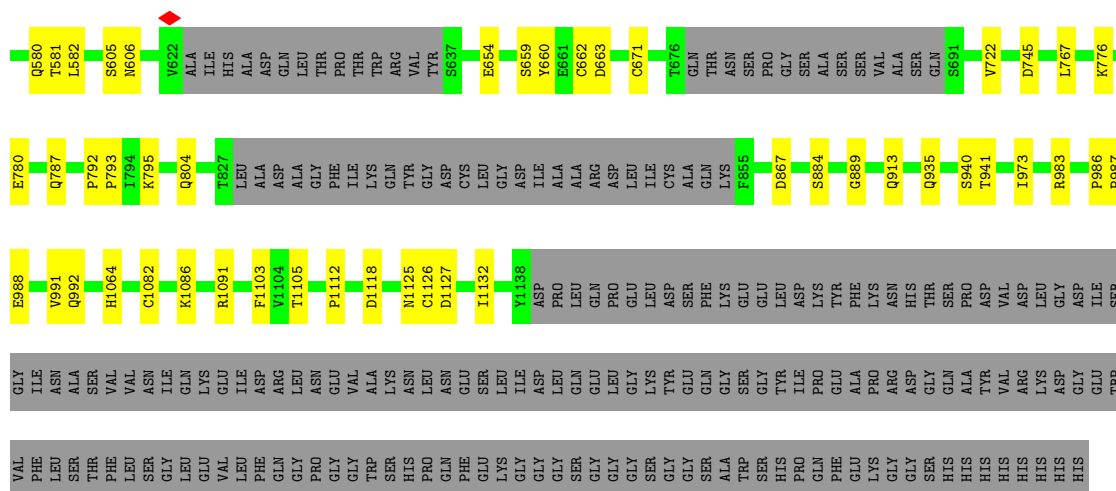 Q580 T581 L582 S605 N606 V622 ALA ILE HIS ALA ASP GLN LEU THR PRO THR TRP ARG VAL TYR S637 E654 S659 Y660 E661 C662 D663 C671 T676 GLN THR ASN SER PRO GLY SER ALA SER SER VAL ALA SER GLN S691 V722 D745 L767 K776
E780 Q787 P792 P793 I794 K795 Q804 T827 LEU ALA ASP ALA GLY PHE ILE LYS GLN TYR GLY ASP CYS LEU GLY ASP ILE ALA ALA ARG ASP LEU ILE CYS ALA GLN LYS F855 D867 S884 G889 Q913 Q935 S940 T941 I973 R983 P986 P987
E988 V991 Q992 H1064 C1082 K1086 R1091 F1103 V1104 T1105 P1112 D1118 N1125 C1126 D1127 I1132 Y1138 ASP PRO LEU GLN PRO GLU LEU ASP SER PHE LYS GLU GLU LEU ASP LYS TYR PHE LYS ASN HIS THR SER PRO ASP VAL ASP LEU GLY ASP ILE SER
GLY ILE ASN ALA SER VAL VAL ASN ILE GLN LYS GLU ILE ASP ARG LEU ASN GLU VAL ALA LYS ASN LEU ASN GLU SER LEU ILE ASP LEU GLN GLU LEU GLY LYS TYR GLU GLN GLY SER GLY TYR ILE PRO GLU ALA PRO ARG ASP GLY GLN ALA TYR VAL ARG LYS ASP GLY GLU TRP
VAL PHE LEU SER THR PHE LEU SER GLY LEU GLU VAL LEU PHE GLN GLY PRO GLY GLY TRP SER HIS PRO GLN PHE GLU LYS GLY GLY GLY SER GLY GLY GLY GLY SER GLY GLY SER ALA TRP SER HIS PRO GLN PHE GLU LYS GLY GLY SER HIS HIS HIS HIS HIS HIS HIS HIS